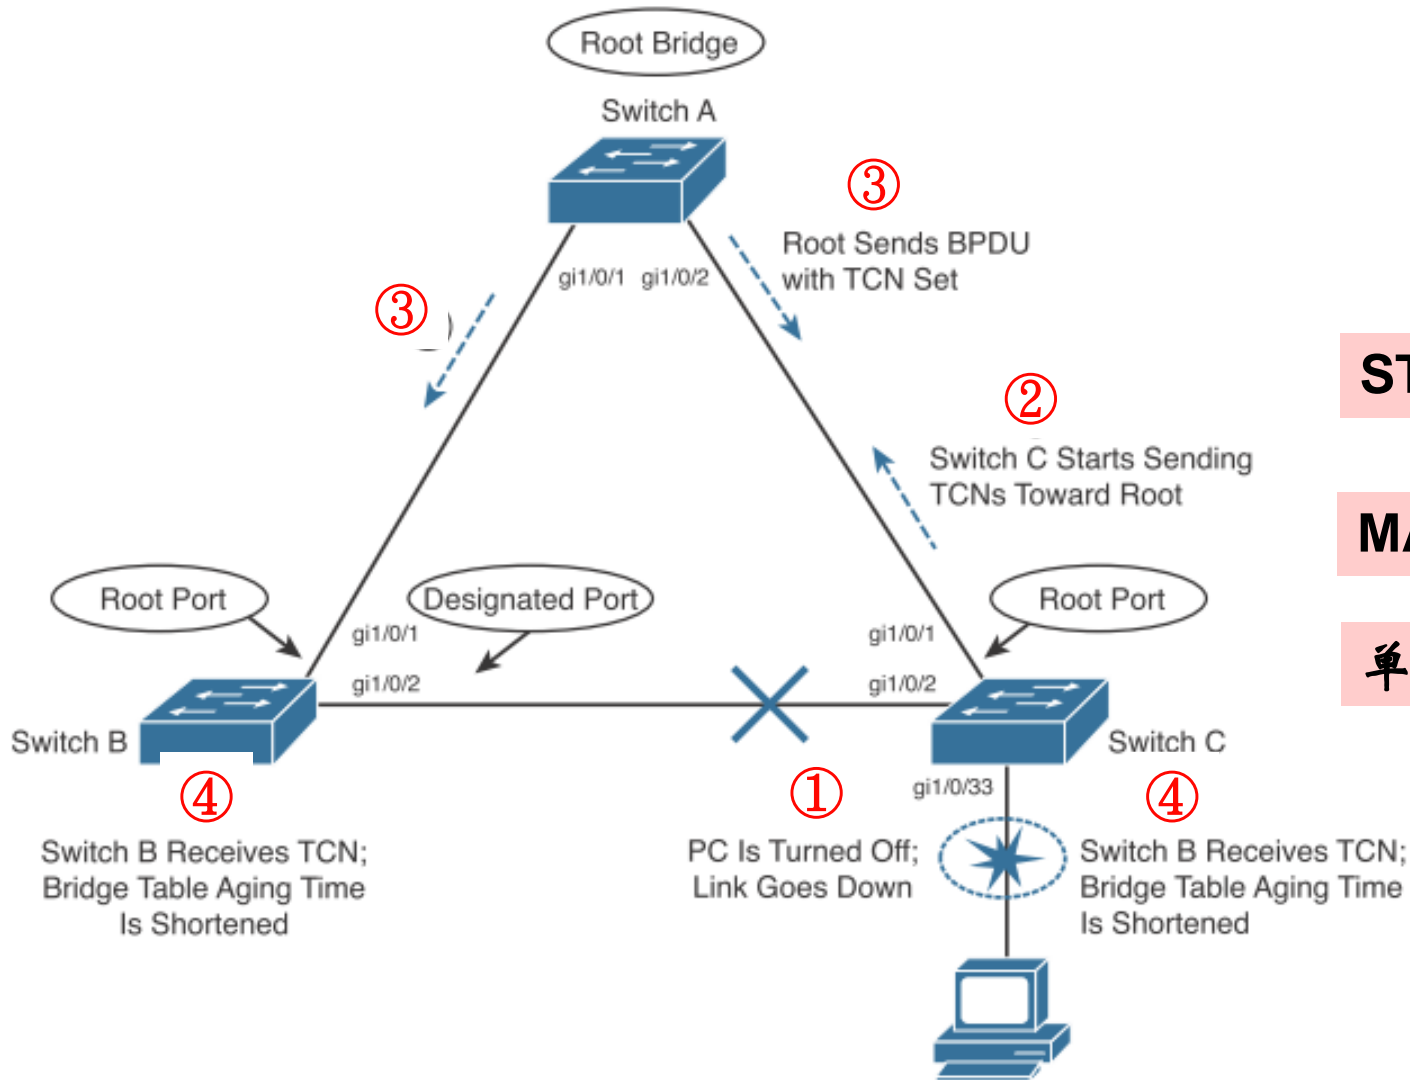 Root Bridge
Switch A
③
Root Sends BPDU
with TCN Set
gi1/0/1 gi1/0/2
③
ST
②
Switch C Starts Sending
TCNs Toward Root
MA
Root Port
Designated Port
Root Port
gi1/0/1
gi1/0/1
单
gi1/0/2
gi1/0/2
Switch B
Switch C
④
①
gi1/0/33
④
Switch B Receives TCN;
Bridge Table Aging Time
Is Shortened
PC Is Turned Off;
Link Goes Down
Switch B Receives TCN;
Bridge Table Aging Time
Is Shortened